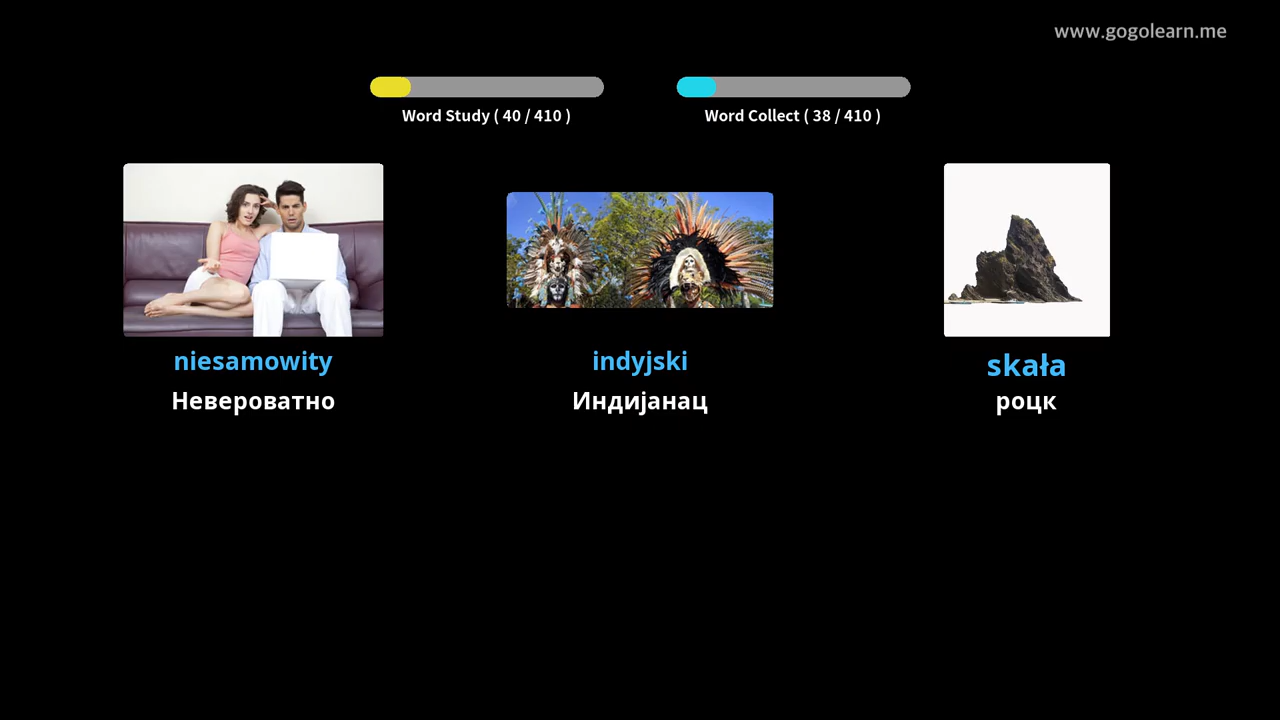 www.gogolearn.me
Word Study ( 40 / 410 )
Word Collect ( 38 / 410 )
niesamowity
indyjski
skała
Невероватно
Индијанац
роцк